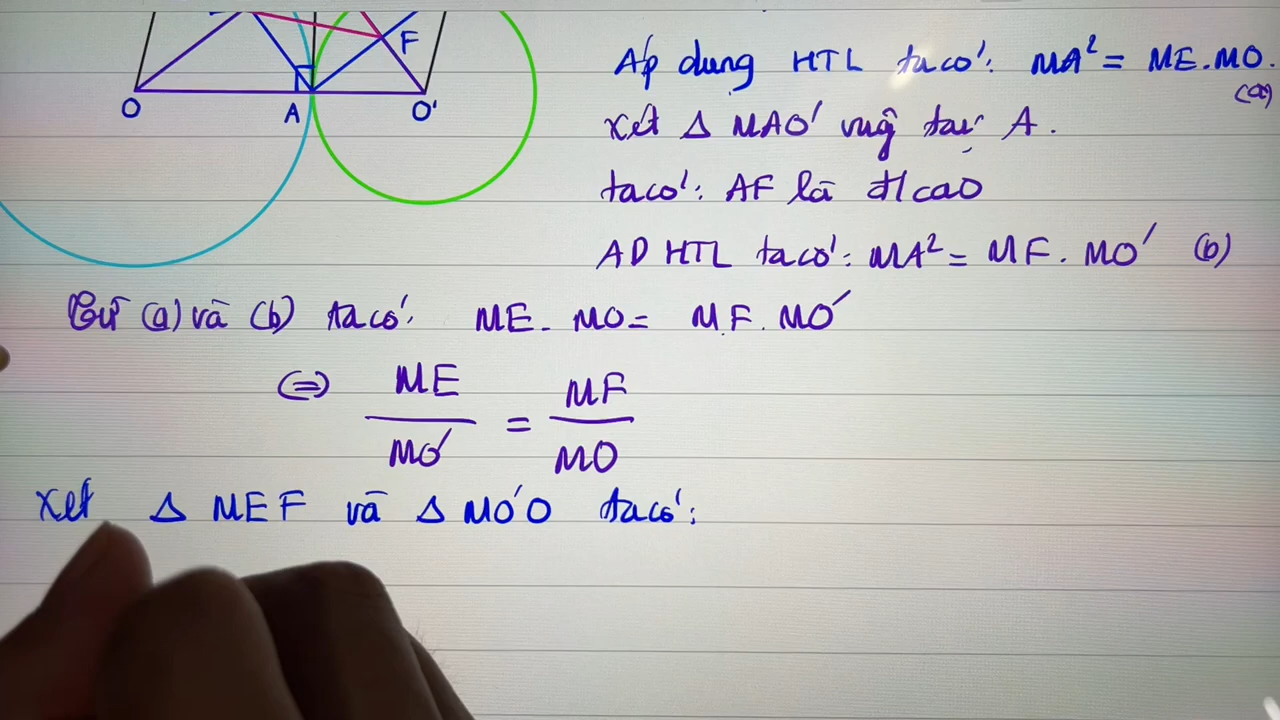 F
O
A
O'
Áp dụng HTL ta có: MA² = ME.MO.
(a)
Xét Δ MAO' vug tại A.
ta có: AF là đ/cao
AD HTL ta có: MA² = MF.MO' (b)
Từ (a) và (b) ta có: ME.MO = MF.MO'
⇔ ME/MO' = MF/MO
Xét Δ MEF và Δ MO'O ta có: